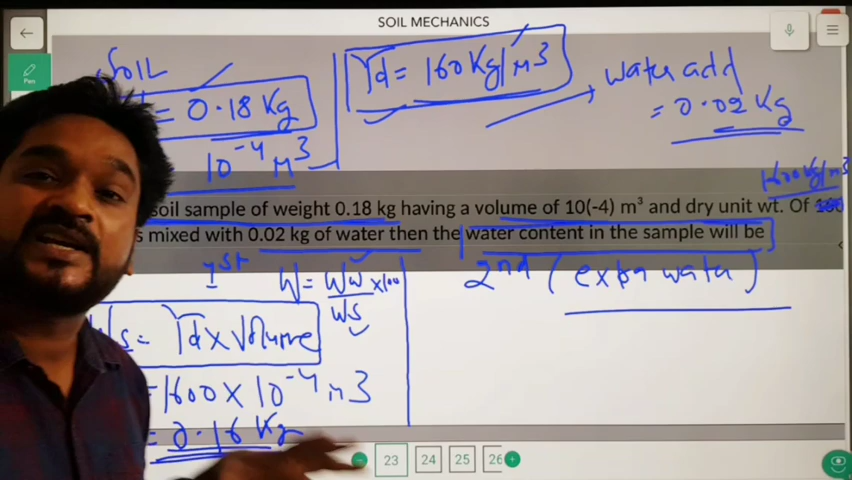 SOIL MECHANICS
Pen
SOIL
= 0.18 Kg
10-4 M3
γd = 160 Kg/M3
water add
= 0.02 Kg
1600 Kg/m3
soil sample of weight 0.18 kg having a volume of 10(-4) m³ and dry unit wt. Of
s mixed with 0.02 kg of water then the water content in the sample will be
1st
W = Ww x100
Ws
2nd (extra water)
s = γd x Volume
= 1600 x 10-4 m3
= 0.16 Kg
23 24 25 26